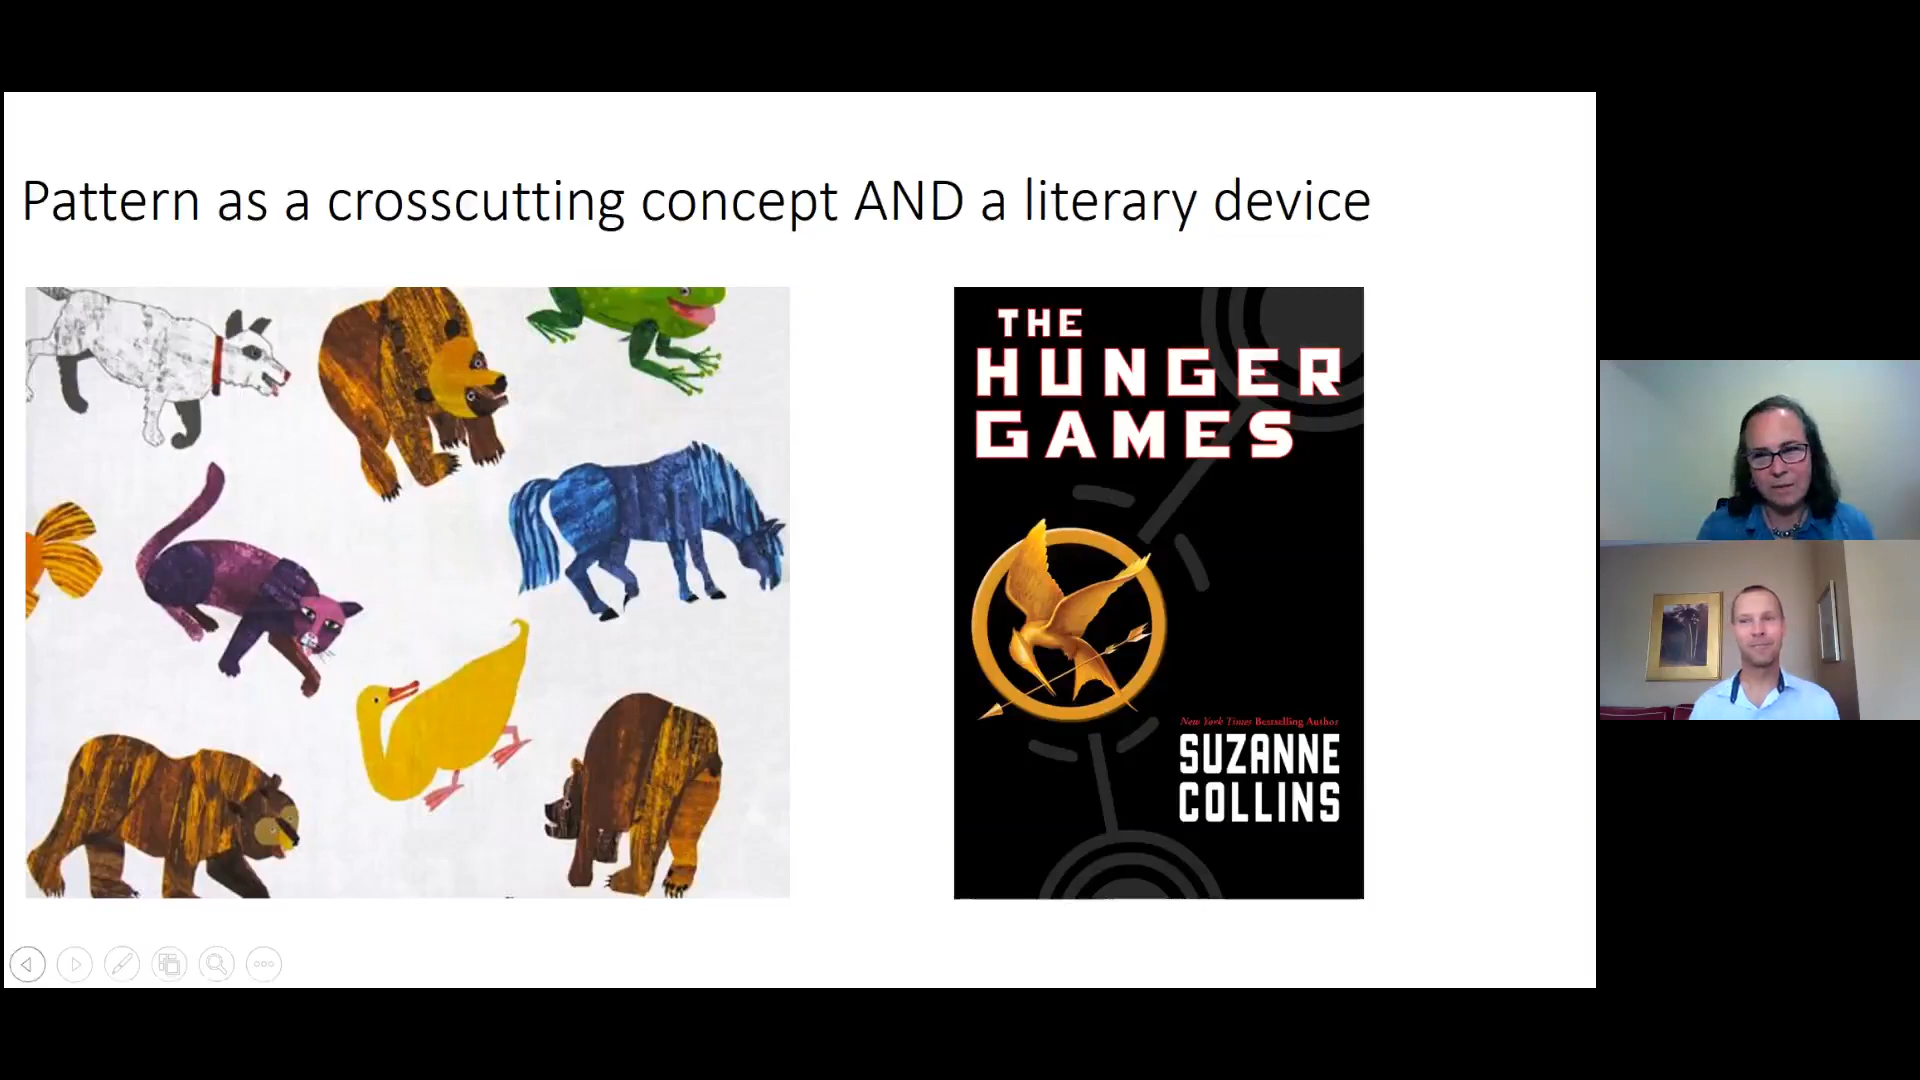 Pattern as a crosscutting concept AND a literary device
THE
HUNGER
GAMES
New York Times Bestselling Author
SUZANNE
COLLINS